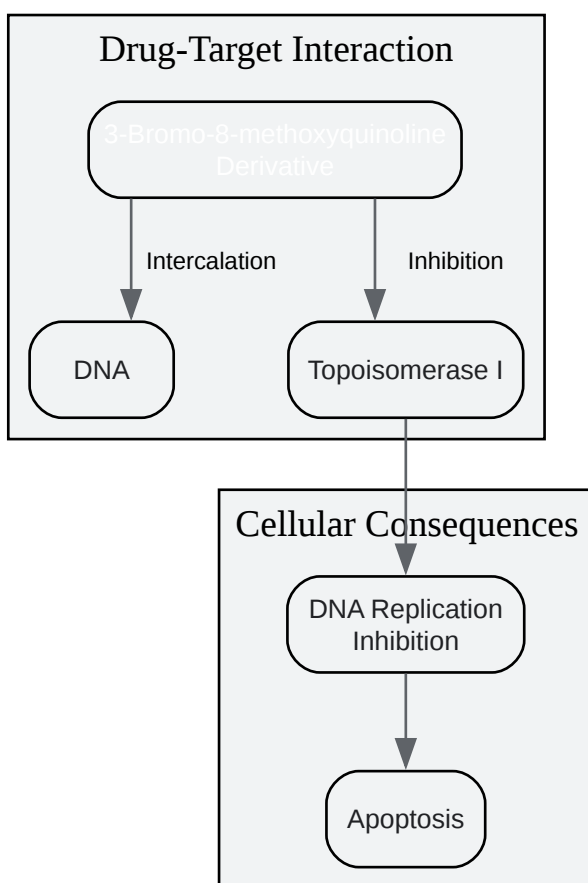 Drug-Target Interaction
3-Bromo-8-methoxyquinoline
Derivative
Intercalation
Inhibition
DNA
Topoisomerase I
Cellular Consequences
DNA Replication
Inhibition
Apoptosis